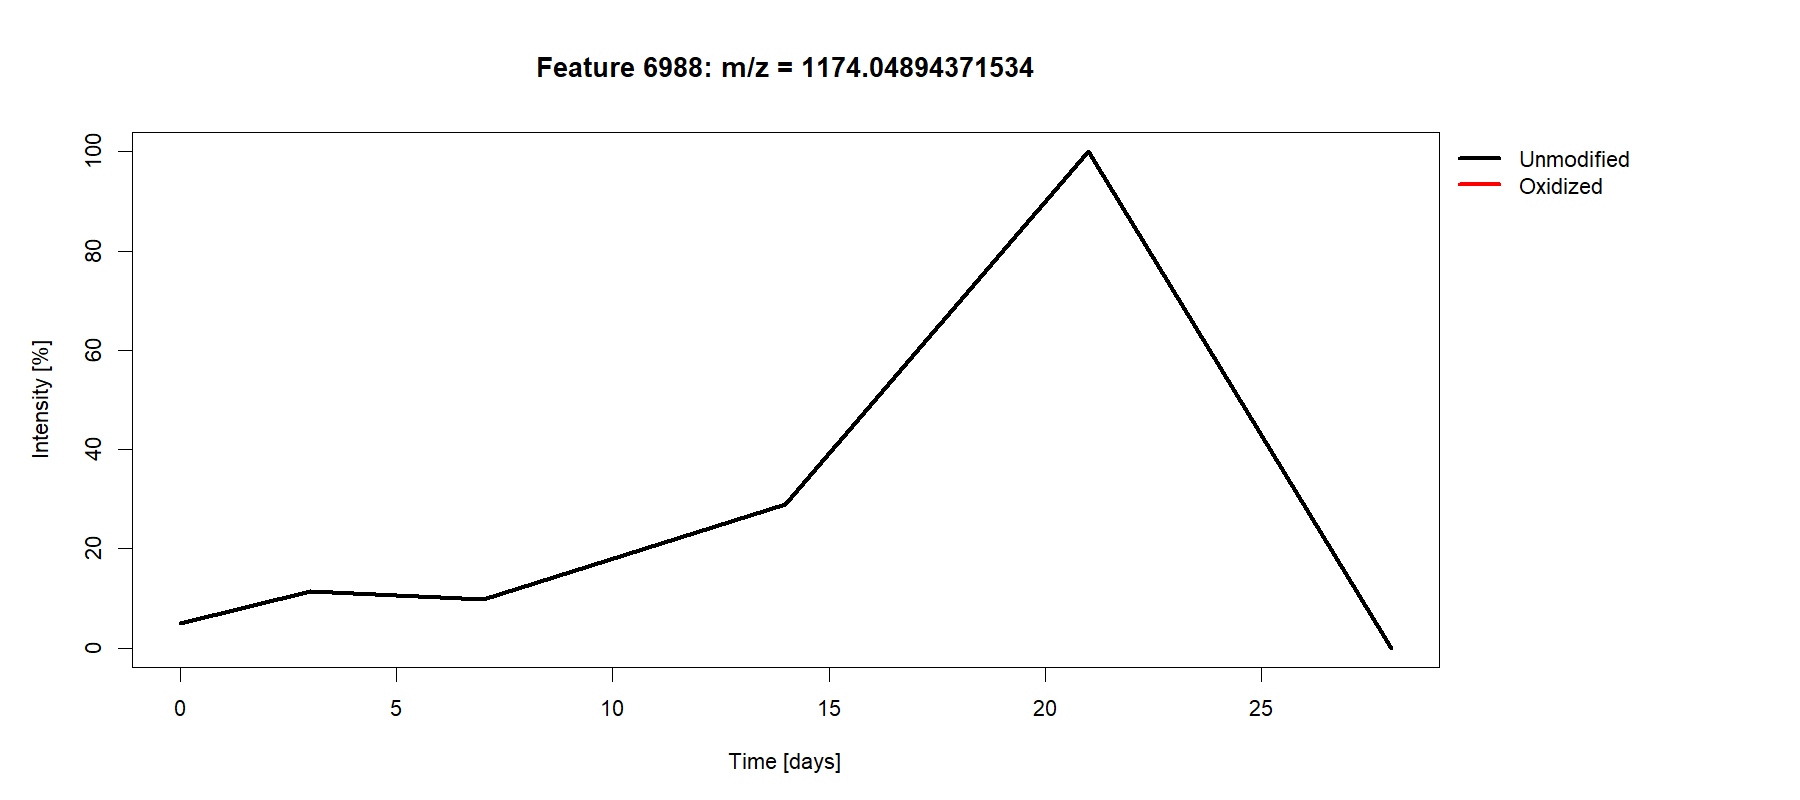 Feature 6988: m/z = 1174.04894371534
Unmodified
Oxidized
Intensity [%]
100
80
60
40
20
0
0 5 10 15 20 25
Time [days]